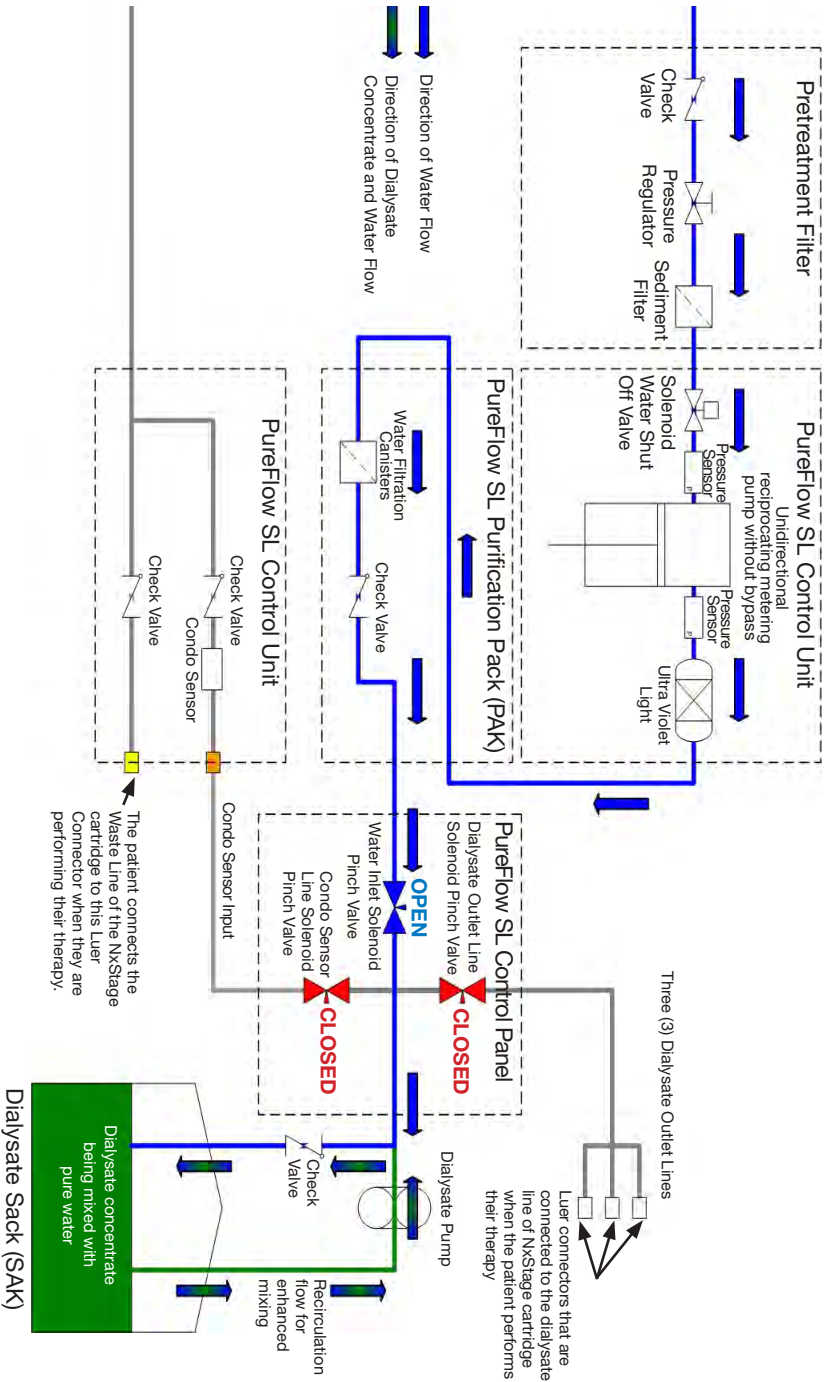 Pretreatment Filter
Check
Valve
Pressure
Regulator
Sediment
Filter
PureFlow SL Control Unit
Solenoid
Water Shut
Off Valve
Pressure
Sensor
P
Unidirectional
reciprocating metering
pump without bypass
Pressure
Sensor
P
Ultra Violet
Light
Direction of Water Flow
Direction of Dialysate
Concentrate and Water Flow
PureFlow SL Purification Pack (PAK)
Water Filtration
Canisters
Check Valve
PureFlow SL Control Unit
Check Valve
Condo Sensor
Check Valve
The patient connects the
Waste Line of the NxStage
cartridge to this Luer
Connector when they are
performing their therapy.
Condo Sensor Input
PureFlow SL Control Panel
Dialysate Outlet Line
Solenoid Pinch Valve
CLOSED
OPEN
Water Inlet Solenoid
Pinch Valve
Condo Sensor
Line Solenoid
Pinch Valve
CLOSED
Three (3) Dialysate Outlet Lines
Luer connectors that are
connected to the dialysate
line of NxStage cartridge
when the patient performs
their therapy
Dialysate Pump
Check
Valve
Recirculation
flow for
enhanced
mixing
Dialysate concentrate
being mixed with
pure water
Dialysate Sack (SAK)